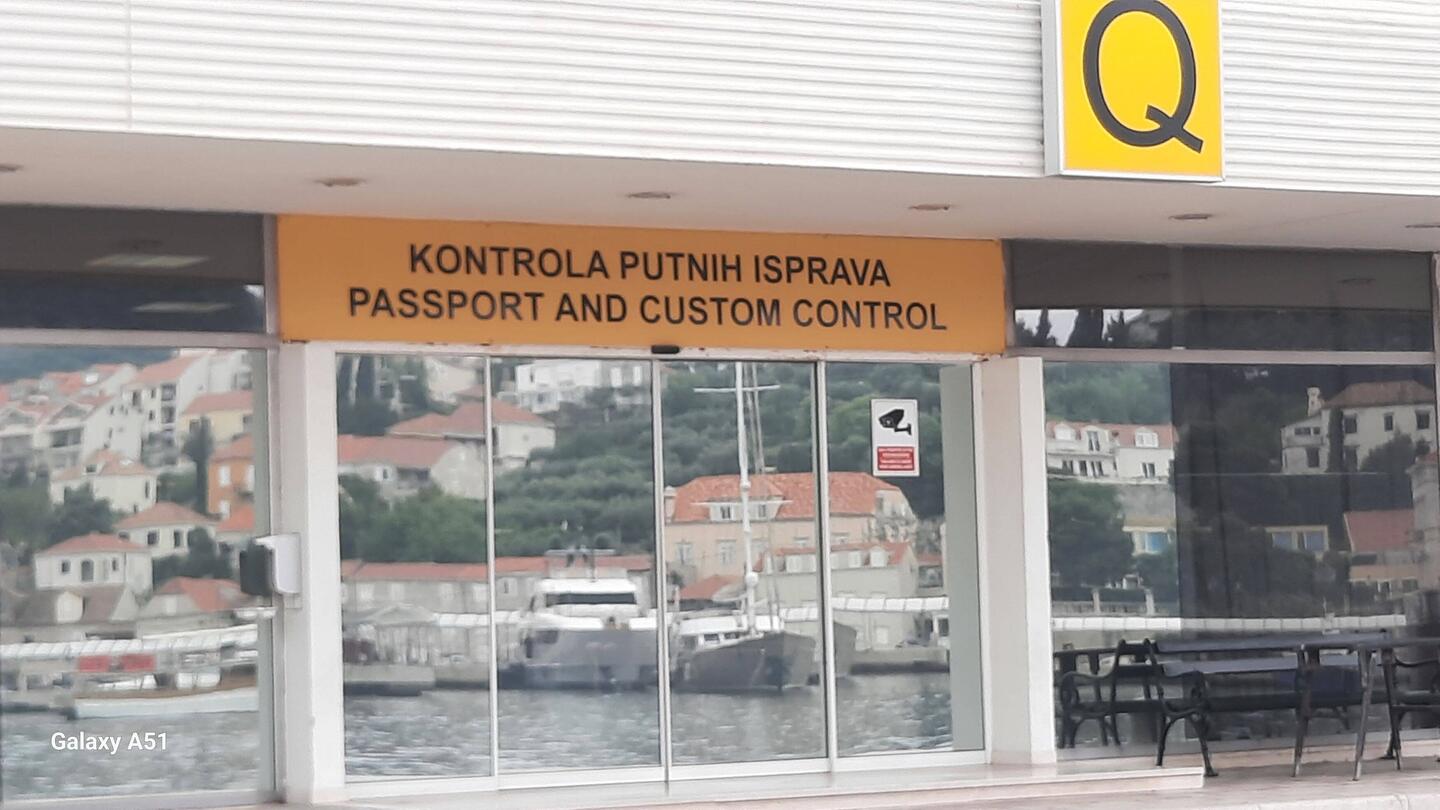 Q
KONTROLA PUTNIH ISPRAVA
PASSPORT AND CUSTOM CONTROL
Galaxy A51